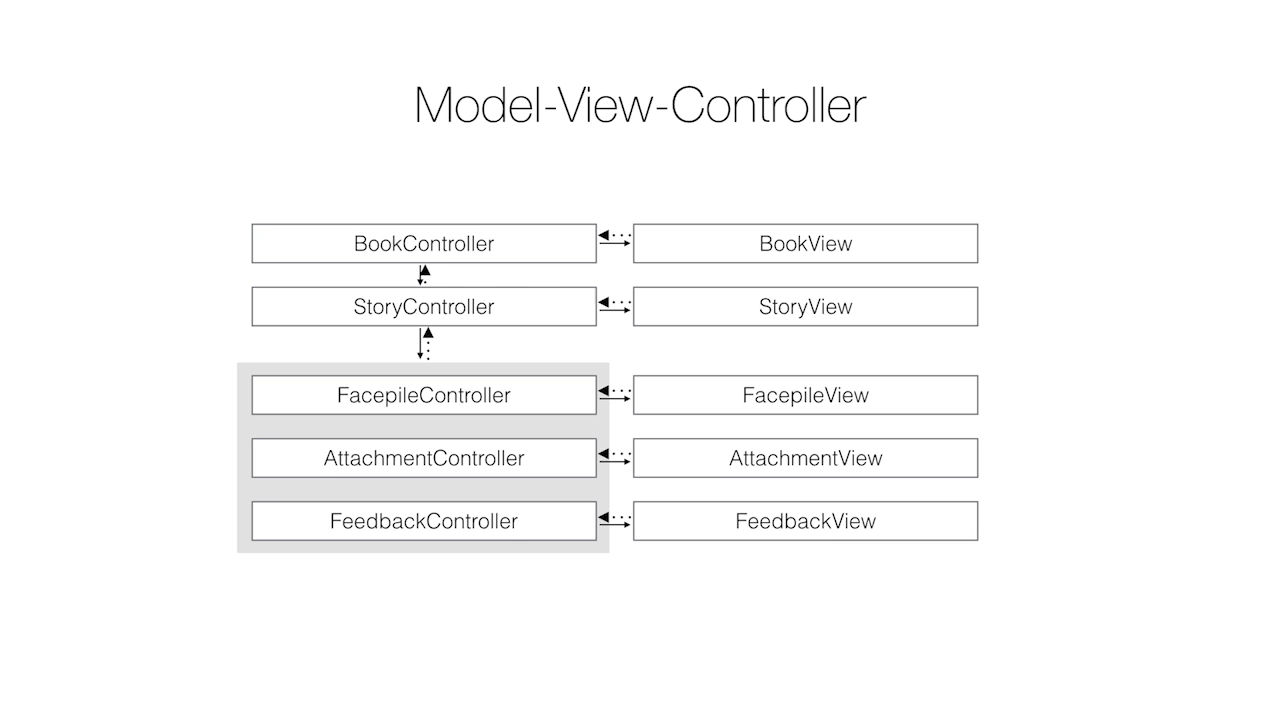 Model-View-Controller
BookController
BookView
StoryController
StoryView
FacepileController
FacepileView
AttachmentController
AttachmentView
FeedbackController
FeedbackView